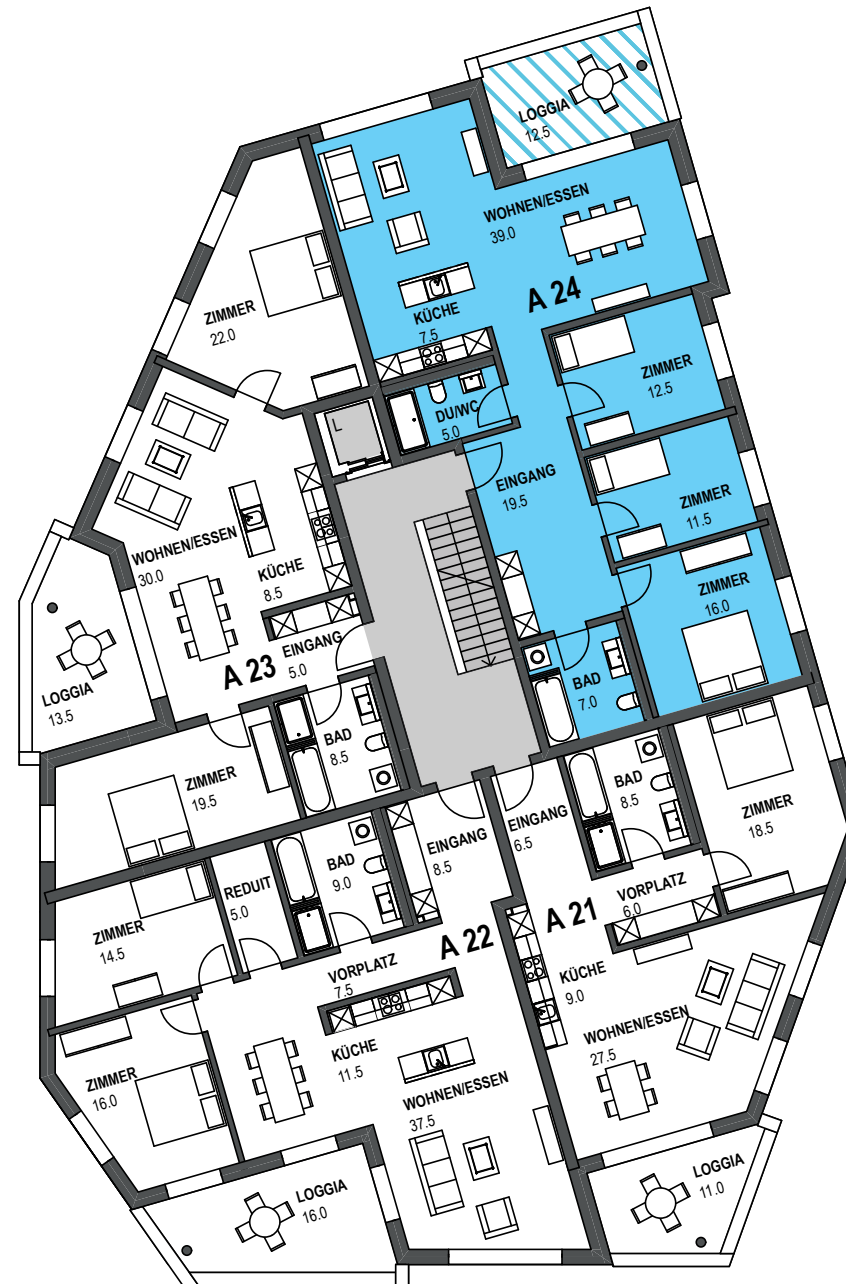 LOGGIA
12.5
WOHNEN/ESSEN
39.0
A 24
KÜCHE
7.5
ZIMMER
12.5
DU/WC
5.0
EINGANG
19.5
ZIMMER
11.5
ZIMMER
16.0
BAD
7.0
ZIMMER
22.0
L
WOHNEN/ESSEN
30.0
KÜCHE
8.5
EINGANG
5.0
A 23
LOGGIA
13.5
BAD
8.5
ZIMMER
19.5
EINGANG
8.5
BAD
9.0
REDUIT
5.0
ZIMMER
14.5
A 22
VORPLATZ
7.5
KÜCHE
11.5
ZIMMER
16.0
WOHNEN/ESSEN
37.5
LOGGIA
16.0
EINGANG
6.5
BAD
8.5
ZIMMER
18.5
VORPLATZ
6.0
A 21
KÜCHE
9.0
WOHNEN/ESSEN
27.5
LOGGIA
11.0